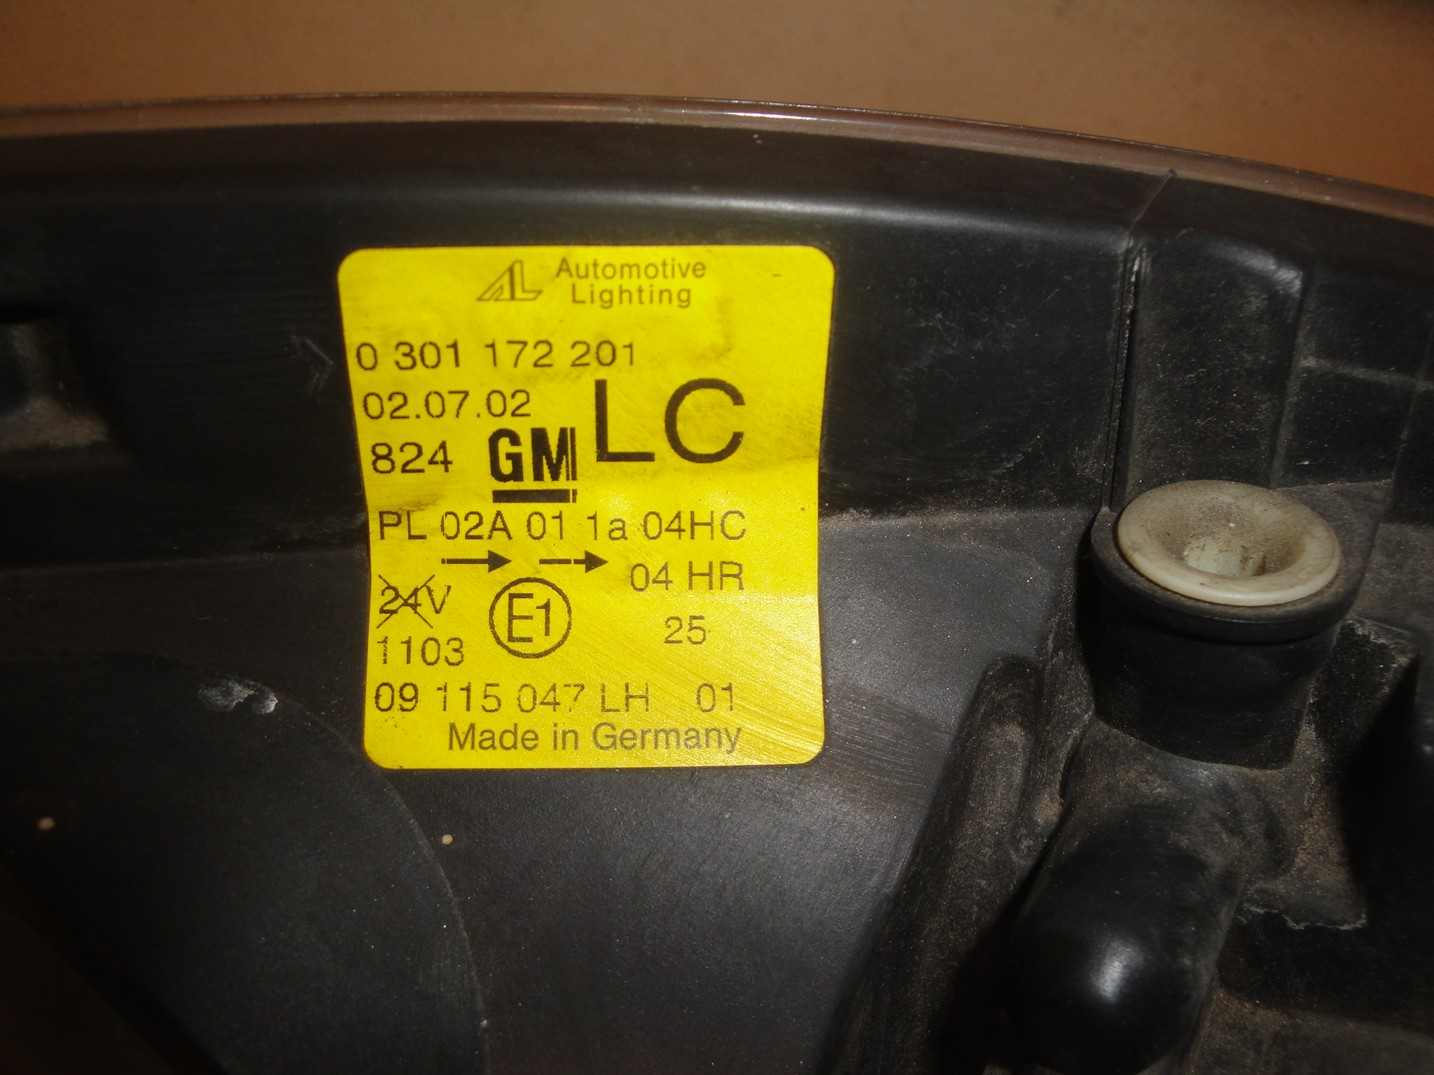 AL Automotive
Lighting
0 301 172 201
02.07.02 LC
824 GM
PL 02A 01 1a 04HC
04 HR
24V E1 25
1103
09 115 047 LH 01
Made in Germany